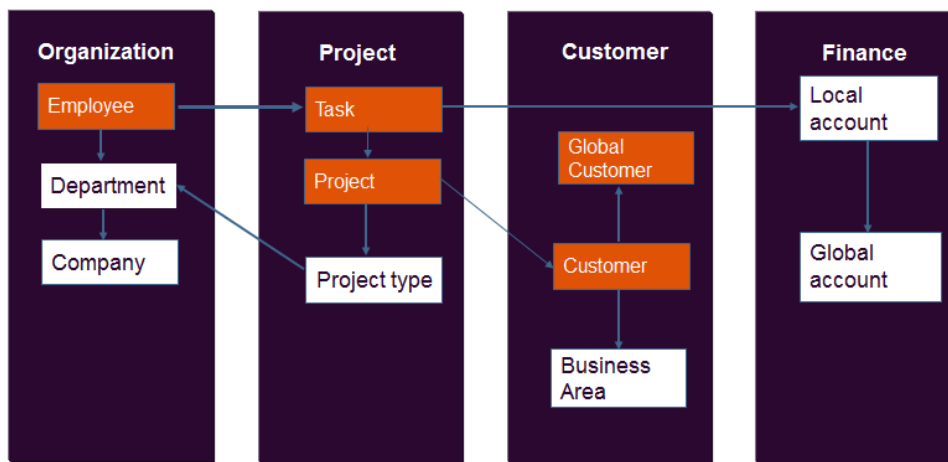 Organization
Employee
Department
Company
Project
Task
Project
Project type
Customer
Global
Customer
Customer
Business
Area
Finance
Local
account
Global
account